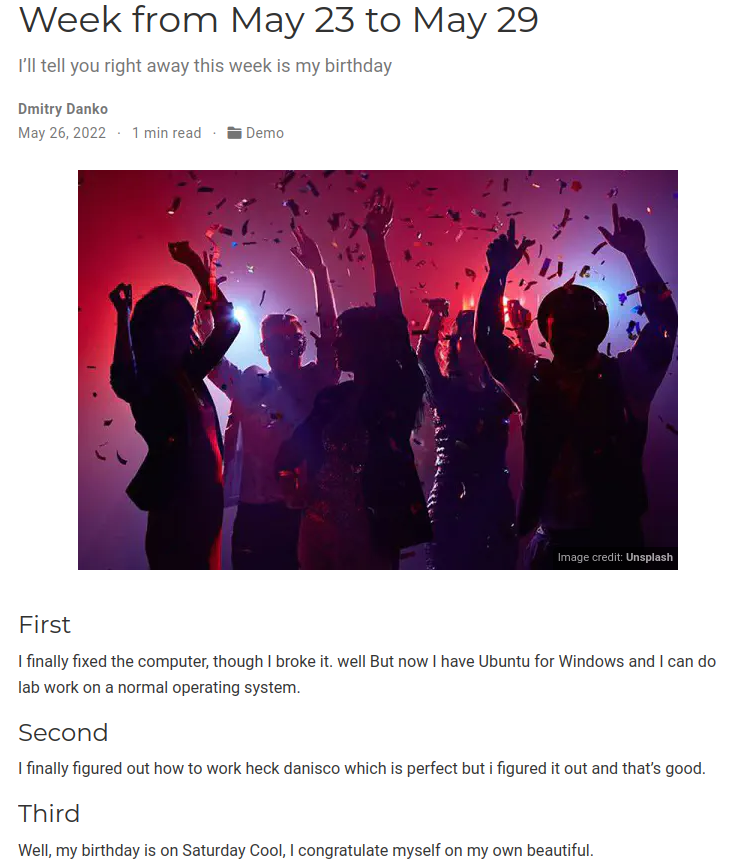 Week from May 23 to May 29
I’ll tell you right away this week is my birthday
Dmitry Danko
May 26, 2022 · 1 min read · Demo
Image credit: Unsplash
First
I finally fixed the computer, though I broke it. well But now I have Ubuntu for Windows and I can do
lab work on a normal operating system.
Second
I finally figured out how to work heck danisco which is perfect but i figured it out and that’s good.
Third
Well, my birthday is on Saturday Cool, I congratulate myself on my own beautiful.